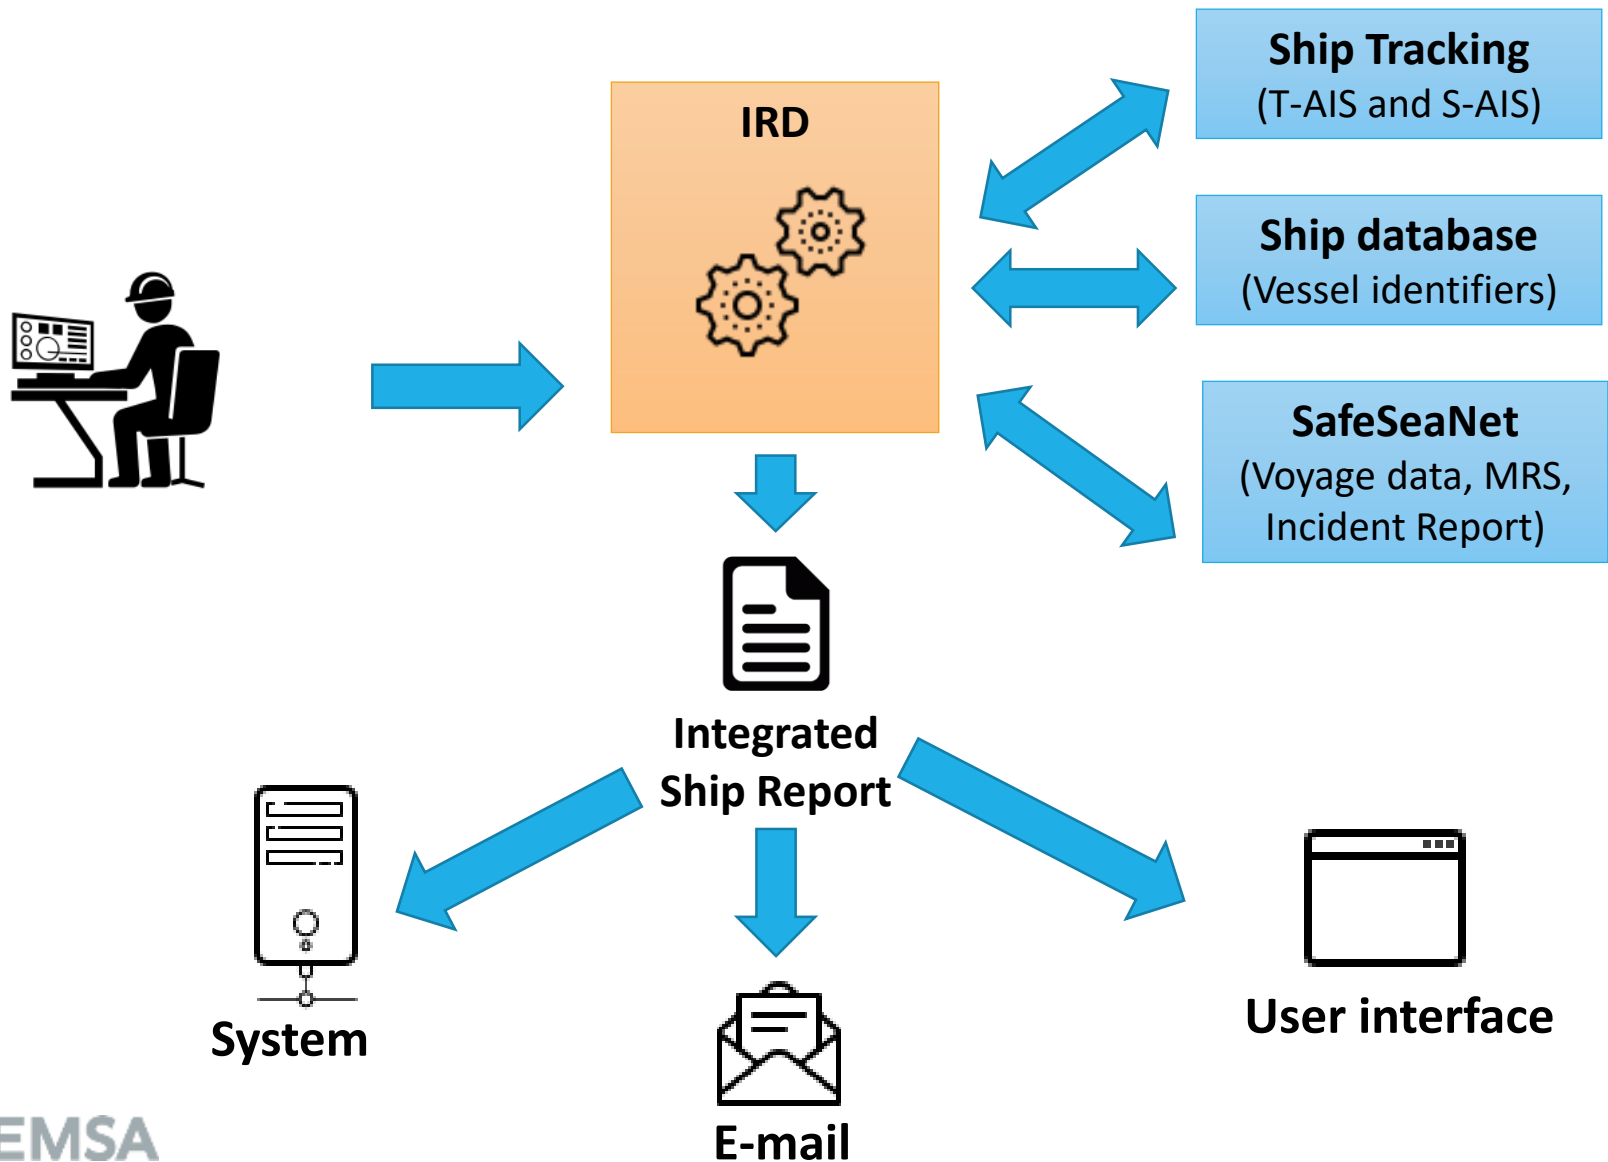 IRD
Ship Tracking
(T-AIS and S-AIS)
Ship database
(Vessel identifiers)
SafeSeaNet
(Voyage data, MRS,
Incident Report)
Integrated
Ship Report
System
E-mail
User interface
EMSA